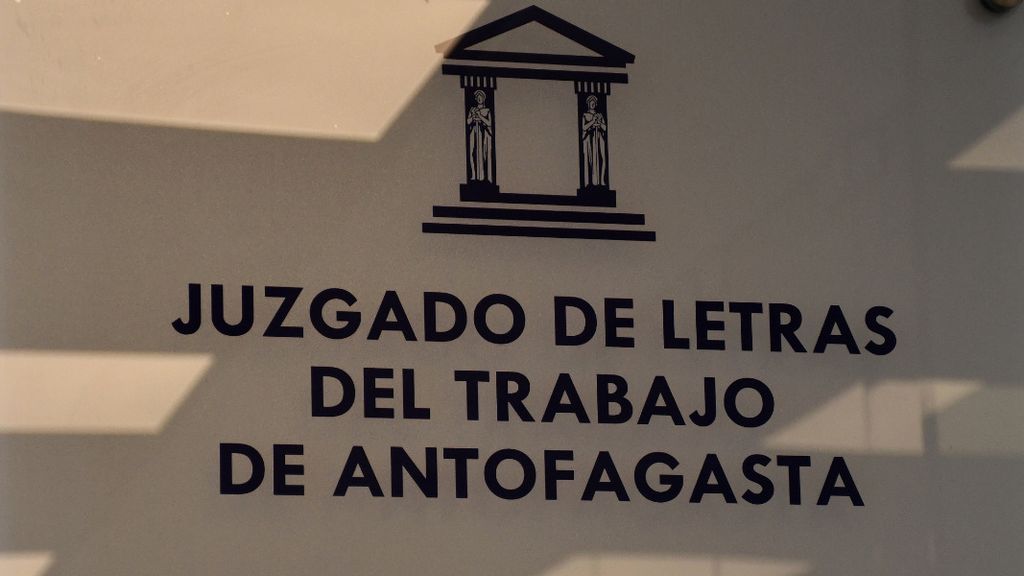 JUZGADO DE LETRAS
DEL TRABAJO
DE ANTOFAGASTA